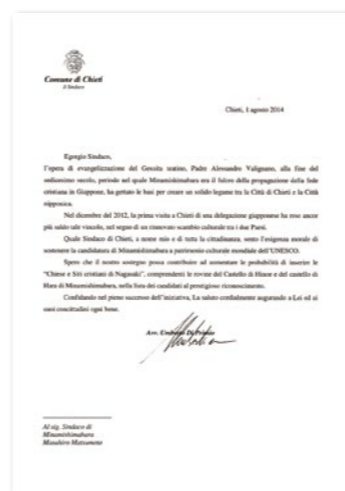 Comune di Chieti
Il Sindaco
Chieti, 1 agosto 2014
Egregio Sindaco,
l'opera di evangelizzazione del Gesuita teatino, Padre Alessandro Valignano, alla fine del
sedicesimo secolo, periodo nel quale Minamishimabara era il fulcro della propagazione della fede
cristiana in Giappone, ha gettato le basi per creare un solido legame tra la Città di Chieti e la Città
nipponica.
Nel dicembre del 2012, la prima visita a Chieti di una delegazione giapponese ha reso ancor
più saldo tale vincolo, nel segno di un rinnovato scambio culturale tra i due Paesi.
Quale Sindaco di Chieti, a nome mio e di tutta la cittadinanza, sento l'esigenza morale di
sostenere la candidatura di Minamishimabara a patrimonio culturale mondiale dell'UNESCO.
Spero che il nostro sostegno possa contribuire ad aumentare le probabilità di inserire le
"Chiese e Siti cristiani di Nagasaki", comprendenti le rovine del Castello di Hinoe e del castello di
Hara di Minamishimabara, nella lista dei candidati al prestigioso riconoscimento.
Confidando nel pieno successo dell'iniziativa, La saluto cordialmente augurando a Lei ed ai
suoi concittadini ogni bene.
Avv. Umberto Di Primio
Al sig. Sindaco di
Minamishimabara
Masahiro Matsumoto